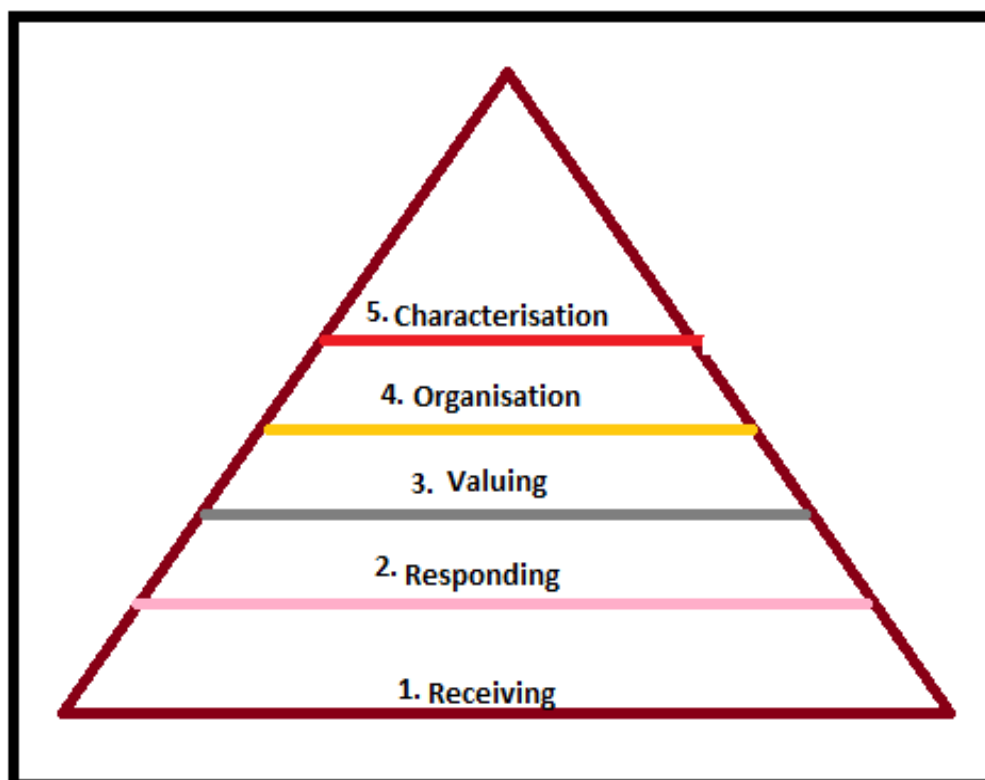 5. Characterisation
4. Organisation
3. Valuing
2. Responding
1. Receiving